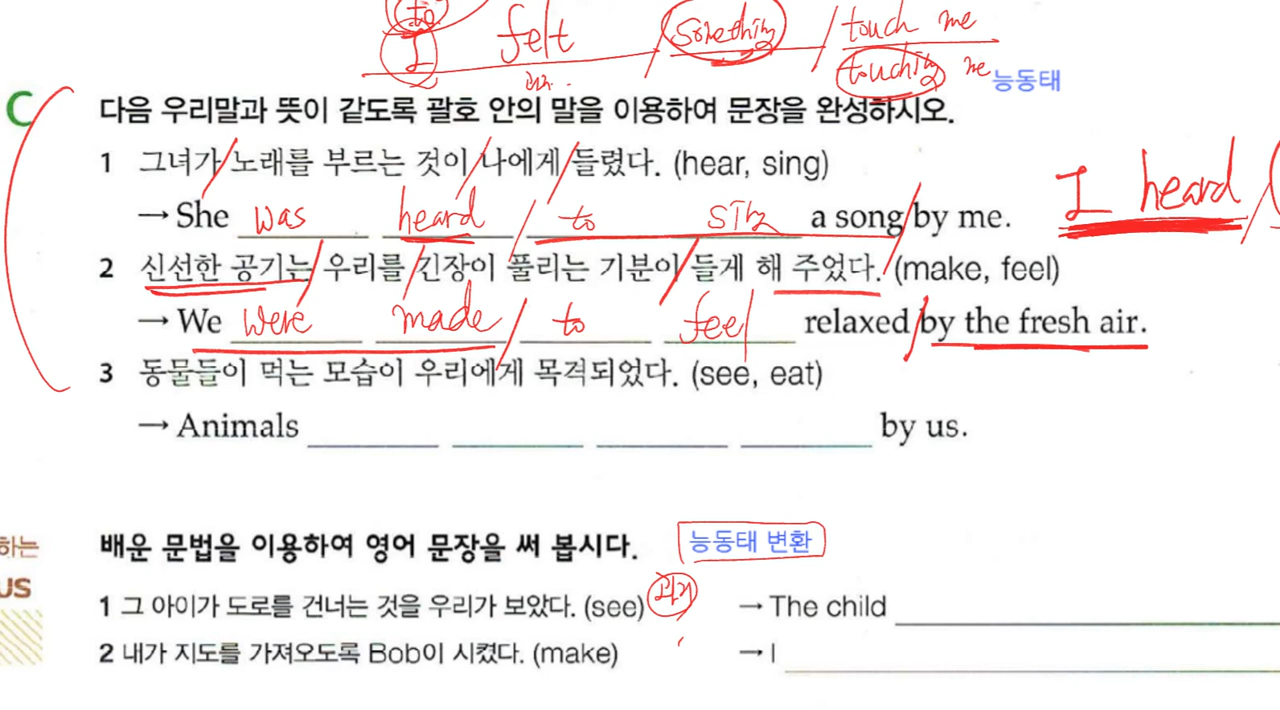 to
I felt / something / touch me
touching me 능동태
C 다음 우리말과 뜻이 같도록 괄호 안의 말을 이용하여 문장을 완성하시오.
1 그녀가 노래를 부르는 것이 나에게 들렸다. (hear, sing)
→ She was heard to sing a song by me. I heard
2 신선한 공기는 우리를 긴장이 풀리는 기분이 들게 해 주었다. (make, feel)
→ We were made to feel relaxed by the fresh air.
3 동물들이 먹는 모습이 우리에게 목격되었다. (see, eat)
→ Animals ____ ____ ____ ____ by us.
하는 배운 문법을 이용하여 영어 문장을 써 봅시다. 능동태 변환
US
1 그 아이가 도로를 건너는 것을 우리가 보았다. (see) 과거 → The child ____
2 내가 지도를 가져오도록 Bob이 시켰다. (make) → I ____